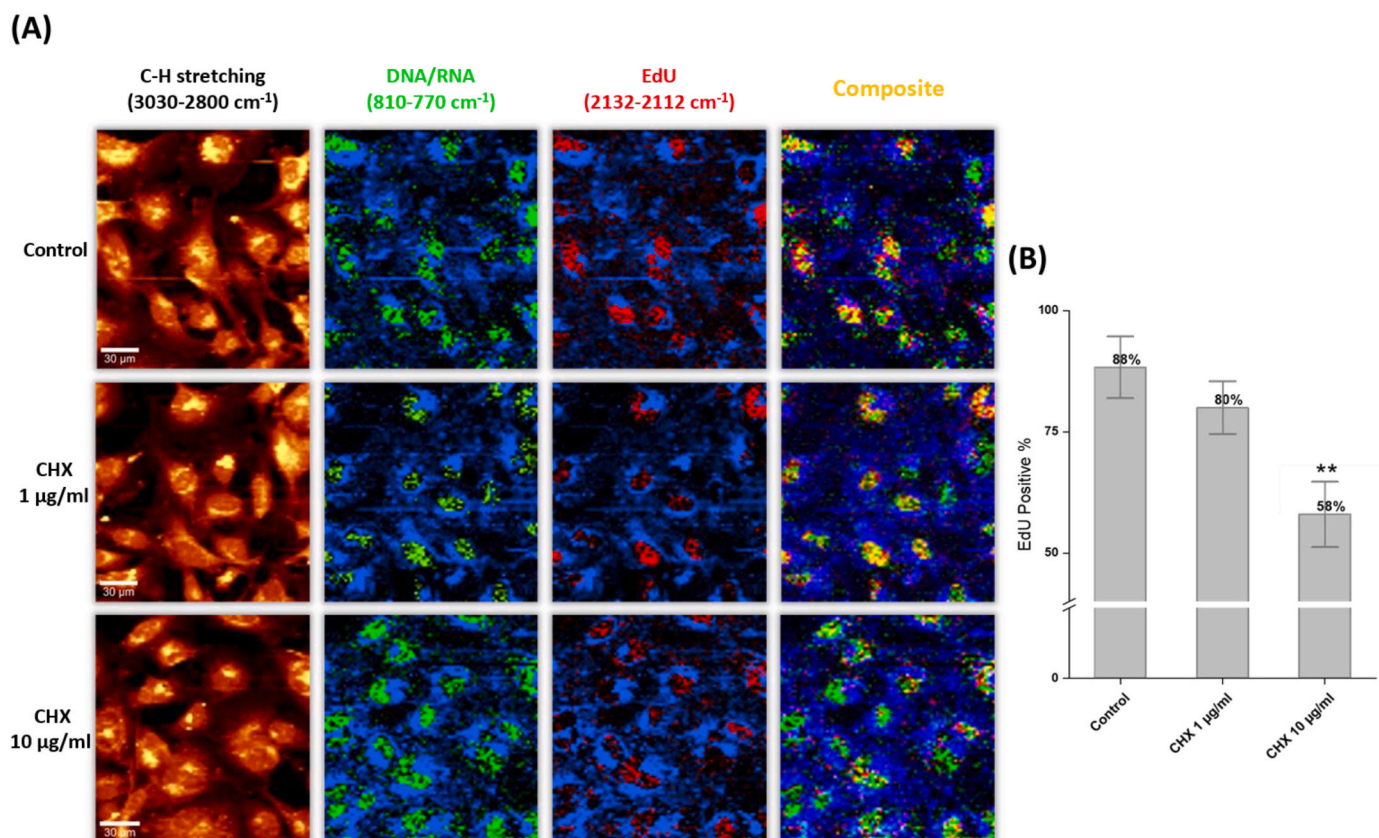 (A)
C-H stretching
(3030-2800 cm⁻¹)
DNA/RNA
(810-770 cm⁻¹)
EdU
(2132-2112 cm⁻¹)
Composite
Control
30 µm
CHX
1 µg/ml
30 µm
CHX
10 µg/ml
30 µm
(B)
EdU Positive %
100
75
50
0
88%
80%
**
58%
Control
CHX 1 µg/ml
CHX 10 µg/ml